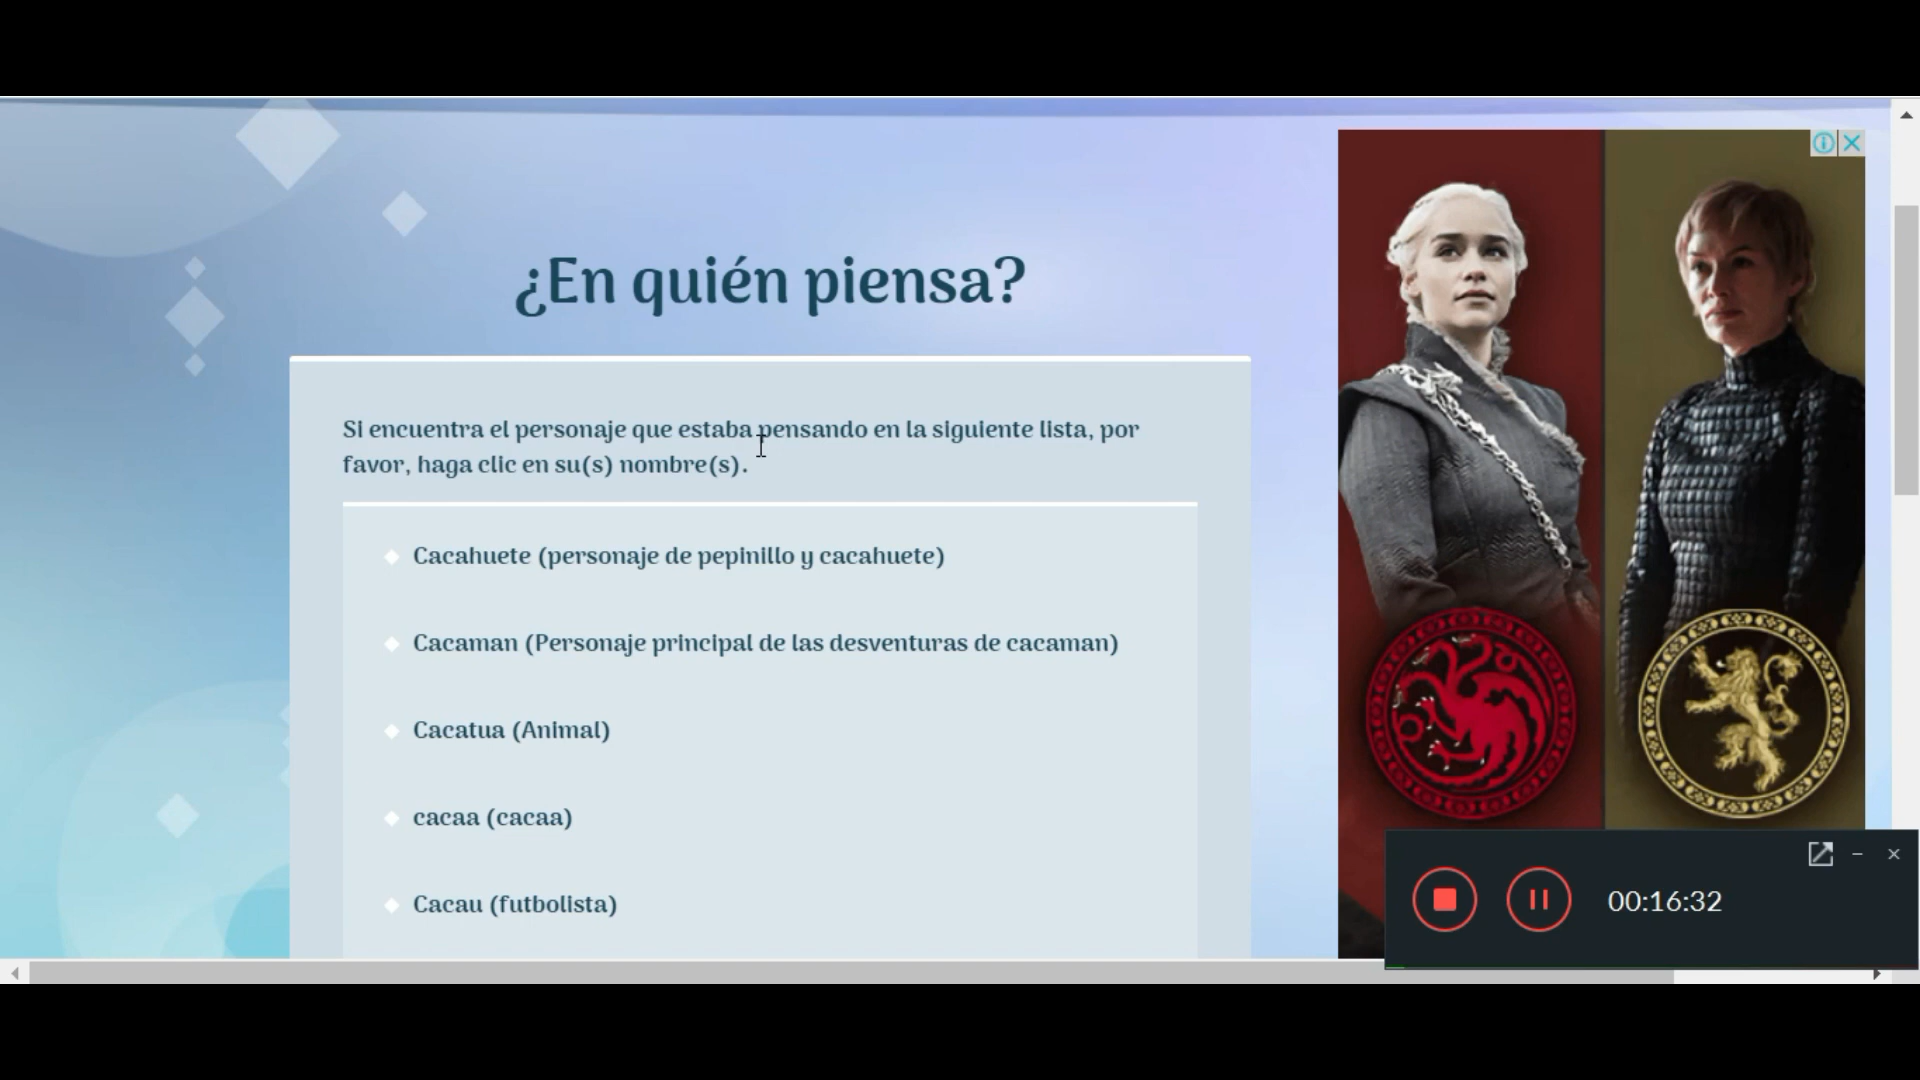 ¿En quién piensa?
Si encuentra el personaje que estaba pensando en la siguiente lista, por
favor, haga clic en su(s) nombre(s).
Cacahuete (personaje de pepinillo y cacahuete)
Cacaman (Personaje principal de las desventuras de cacaman)
Cacatua (Animal)
cacaa (cacaa)
Cacau (futbolista)
00:16:32